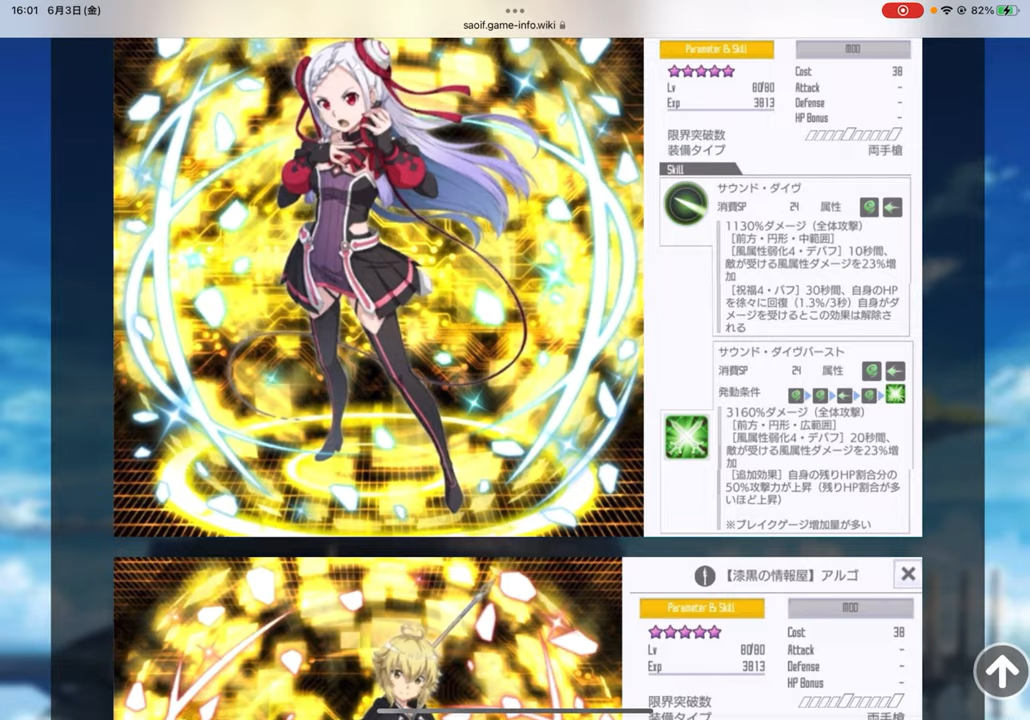 16:01 6月3日(金)
saoif.game-info.wiki
82%
Parameter & Skill
MOD
Lv 80/80
Exp 3813
Cost 38
Attack -
Defense -
HP Bonus -
限界突破数
装備タイプ 両手槍
Skill
サウンド・ダイヴ
消費SP 24 属性
1130%ダメージ（全体攻撃）
［前方・円形・中範囲］
［風属性弱化4・デバフ］10秒間、
敵が受ける風属性ダメージを23%増
加
［祝福4・バフ］30秒間、自身のHP
を徐々に回復（1.3%/3秒）自身がダ
メージを受けるとこの効果は解除さ
れる
サウンド・ダイヴバースト
消費SP 24 属性
発動条件
3160%ダメージ（全体攻撃）
［前方・円形・広範囲］
［風属性弱化4・デバフ］20秒間、
敵が受ける風属性ダメージを23%増
加
［追加効果］自身の残りHP割合分の
50%攻撃力が上昇（残りHP割合が多
いほど上昇）
※ブレイクゲージ増加量が多い
【漆黒の情報屋】アルゴ
Parameter & Skill
MOD
Lv 80/80
Exp 3813
Cost 38
Attack -
Defense -
HP Bonus -
限界突破数
装備タイプ 両手槍